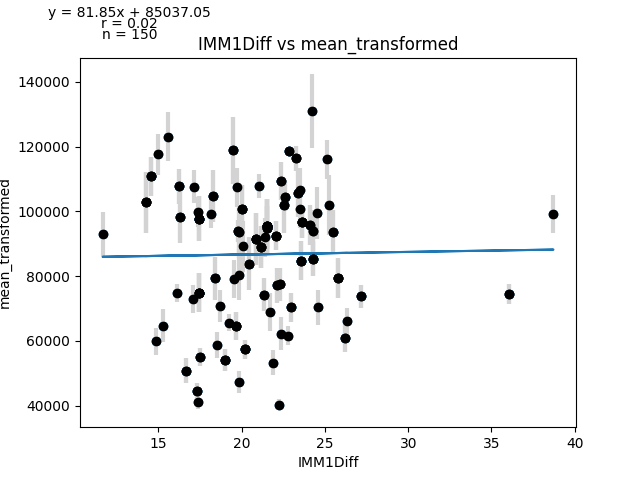 y = 81.85x + 85037.05
r = 0.02
n = 150
IMM1Diff vs mean_transformed
140000
120000
100000
80000
60000
40000
mean_transformed
15 20 25 30 35 40
IMM1Diff